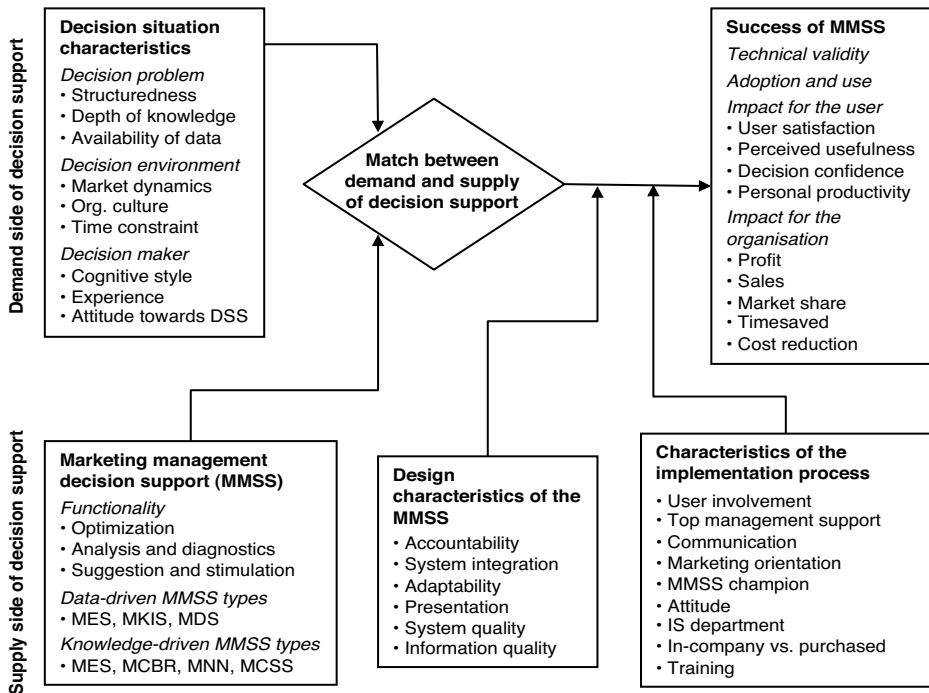 Demand side of decision support
Decision situation
characteristics
Decision problem
• Structuredness
• Depth of knowledge
• Availability of data
Decision environment
• Market dynamics
• Org. culture
• Time constraint
Decision maker
• Cognitive style
• Experience
• Attitude towards DSS
Match between
demand and supply
of decision support
Success of MMSS
Technical validity
Adoption and use
Impact for the user
• User satisfaction
• Perceived usefulness
• Decision confidence
• Personal productivity
Impact for the
organisation
• Profit
• Sales
• Market share
• Timesaved
• Cost reduction
Supply side of decision support
Marketing management
decision support (MMSS)
Functionality
• Optimization
• Analysis and diagnostics
• Suggestion and stimulation
Data-driven MMSS types
• MES, MKIS, MDS
Knowledge-driven MMSS types
• MES, MCBR, MNN, MCSS
Design
characteristics of the
MMSS
• Accountability
• System integration
• Adaptability
• Presentation
• System quality
• Information quality
Characteristics of the
implementation process
• User involvement
• Top management support
• Communication
• Marketing orientation
• MMSS champion
• Attitude
• IS department
• In-company vs. purchased
• Training